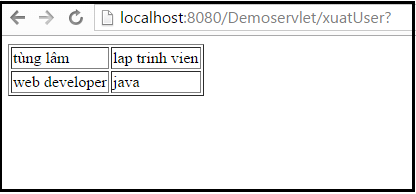 localhost:8080/Demoservlet/xuatUser?
tùng lâm lap trinh vien
web developer java